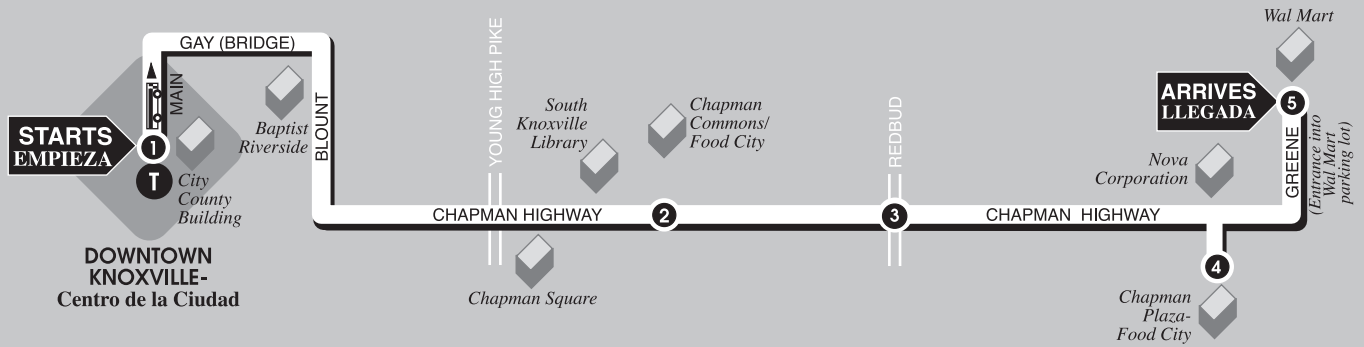 STARTS
EMPIEZA
1
T
MAIN
City
County
Building
DOWNTOWN
KNOXVILLE-
Centro de la Ciudad
GAY (BRIDGE)
Baptist
Riverside
BLOUNT
YOUNG HIGH PIKE
CHAPMAN HIGHWAY
Chapman Square
South
Knoxville
Library
2
Chapman
Commons/
Food City
REDBUD
3
CHAPMAN HIGHWAY
Nova
Corporation
4
Chapman
Plaza-
Food City
GREENE
(Entrance into
Wal Mart
parking lot)
ARRIVES
LLEGADA
5
Wal Mart